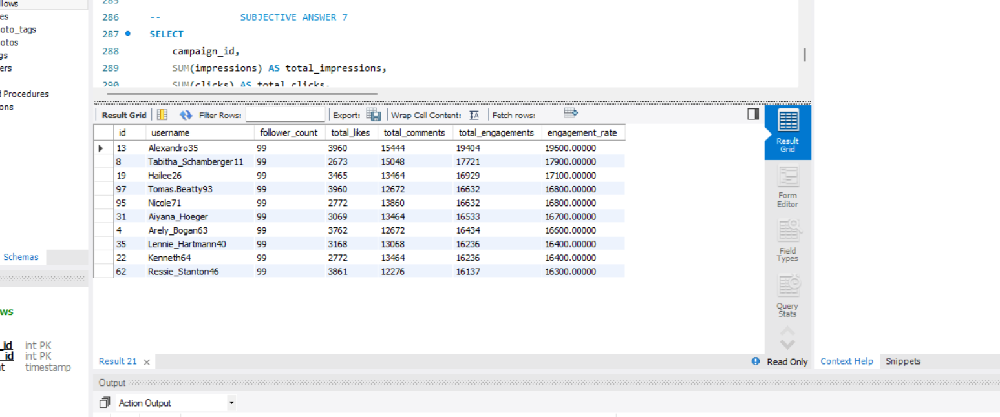 285
286 -- SUBJECTIVE ANSWER 7
287 SELECT
288 campaign_id,
289 SUM(impressions) AS total_impressions,
290 SUM(clicks) AS total_clicks,
oto_tags
otos
gs
ers
d Procedures
ons
Schemas
ws
_id int PK
_id int PK
timestamp
Result Grid Filter Rows: Export: Wrap Cell Content: IA Fetch rows:
id username follower_count total_likes total_comments total_engagements engagement_rate
13 Alexandro35 99 3960 15444 19404 19600.00000
8 Tabitha_Schamberger11 99 2673 15048 17721 17900.00000
19 Hailee26 99 3465 13464 16929 17100.00000
97 Tomas.Beatty93 99 3960 12672 16632 16800.00000
95 Nicole71 99 2772 13860 16632 16800.00000
31 Aiyana_Hoeger 99 3069 13464 16533 16700.00000
4 Arely_Bogan63 99 3762 12672 16434 16600.00000
35 Lennie_Hartmann40 99 3168 13068 16236 16400.00000
22 Kenneth64 99 2772 13464 16236 16400.00000
62 Ressie_Stanton46 99 3861 12276 16137 16300.00000
Result
Grid
Form
Editor
Field
Types
Query
Stats
Result 21
Read Only
Context Help Snippets
Output
Action Output